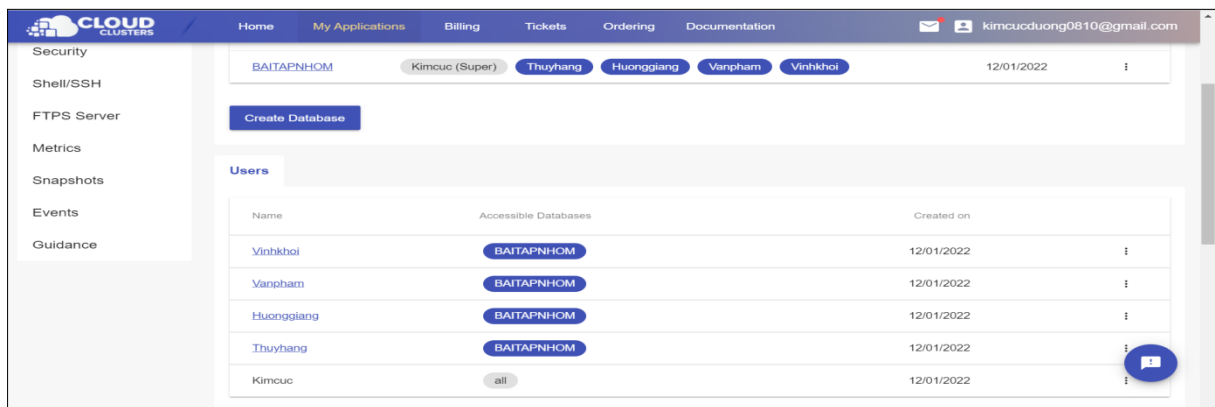 CLOUD CLUSTERS Home My Applications Billing Tickets Ordering Documentation kimcucduong0810@gmail.com
Security
Shell/SSH
FTPS Server
Metrics
Snapshots
Events
Guidance
BAITAPNHOM Kimcuc (Super) Thuyhang Huonggiang Vanpham Vinhkhoi 12/01/2022
Create Database
Users
Name Accessible Databases Created on
Vinhkhoi BAITAPNHOM 12/01/2022
Vanpham BAITAPNHOM 12/01/2022
Huonggiang BAITAPNHOM 12/01/2022
Thuyhang BAITAPNHOM 12/01/2022
Kimcuc all 12/01/2022